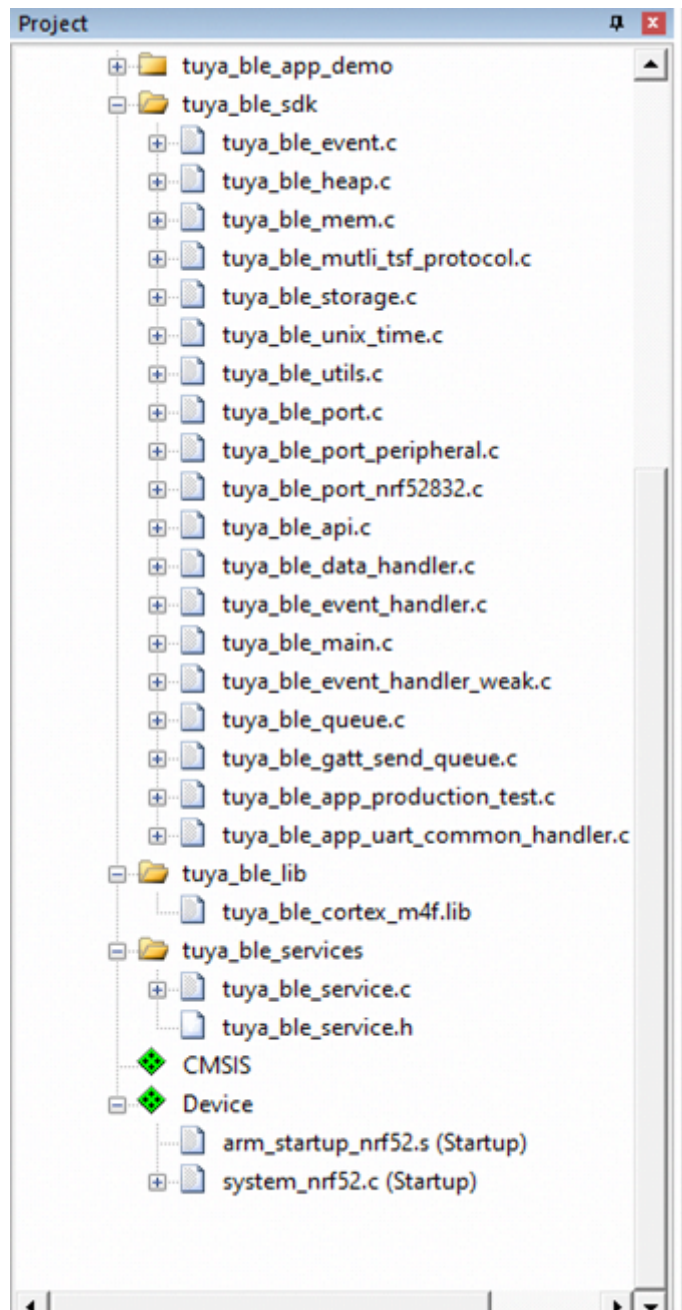 Project
tuya_ble_app_demo
tuya_ble_sdk
tuya_ble_event.c
tuya_ble_heap.c
tuya_ble_mem.c
tuya_ble_mutli_tsf_protocol.c
tuya_ble_storage.c
tuya_ble_unix_time.c
tuya_ble_utils.c
tuya_ble_port.c
tuya_ble_port_peripheral.c
tuya_ble_port_nrf52832.c
tuya_ble_api.c
tuya_ble_data_handler.c
tuya_ble_event_handler.c
tuya_ble_main.c
tuya_ble_event_handler_weak.c
tuya_ble_queue.c
tuya_ble_gatt_send_queue.c
tuya_ble_app_production_test.c
tuya_ble_app_uart_common_handler.c
tuya_ble_lib
tuya_ble_cortex_m4f.lib
tuya_ble_services
tuya_ble_service.c
tuya_ble_service.h
CMSIS
Device
arm_startup_nrf52.s (Startup)
system_nrf52.c (Startup)